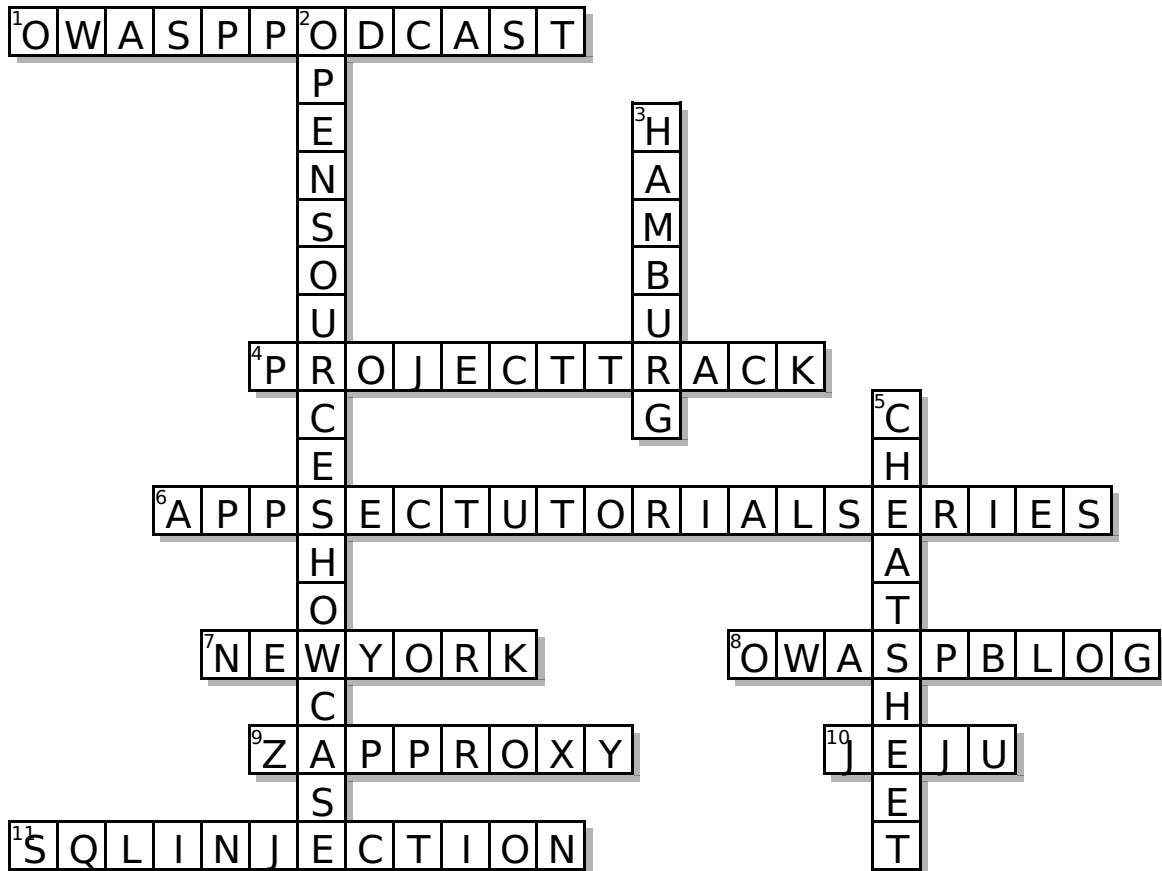 1 OWASPPODCAST
2 OPENSOURCESHOWCASE
3 HAMBURG
4 PROJECTTRACK
5 CHEATSHEET
6 APPSECTUTORIALSERIES
7 NEWYORK
8 OWASPBLOG
9 ZAPPROXY
10 JEJU
11 SQLINJECTION